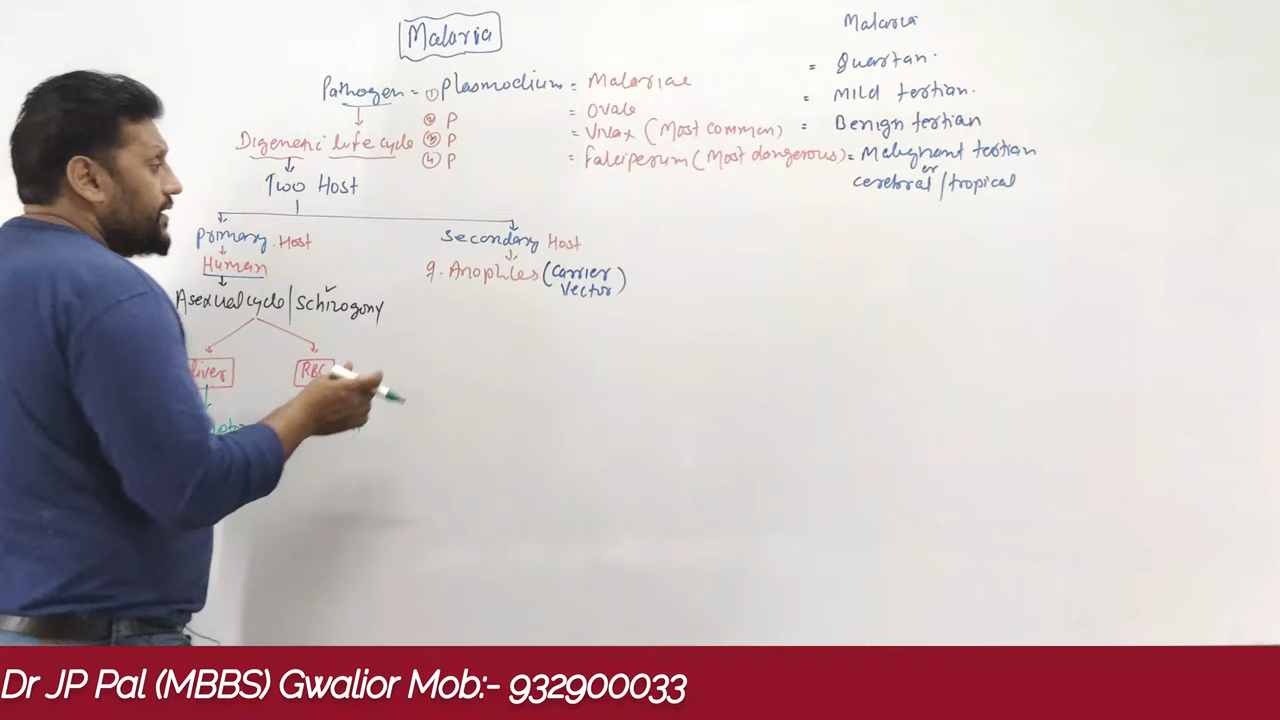 Malaria
Malaria
Pathogen = ① Plasmodium = Malariae = Quartan.
② P = Ovale = Mild tertian.
③ P = Vivax (Most common) = Benign tertian
④ P = falciperum (Most dangerous) = Malignant tertian
or
cerebral/tropical
Digenetic life cycle
Two Host
Primary Host
Secondary Host
Human
Asexual cycle/schizogony
♀. Anophles (Carrier
Vector)
liver
RBC
Dr JP Pal (MBBS) Gwalior Mob:- 932900033